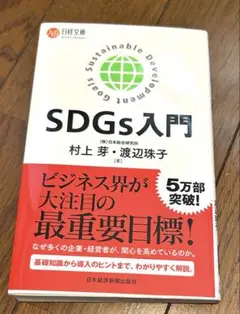 日経文庫
Sustainable Development Goals
SDGs入門
(株)日本総合研究所
村上 芽・渡辺珠子
[著]
ビジネス界が
大注目の
最重要目標!
5万部
突破!
なぜ多くの企業・経営者が、関心を高めているのか。
基礎知識から導入のヒントまで、わかりやすく解説。
日本経済新聞出版社